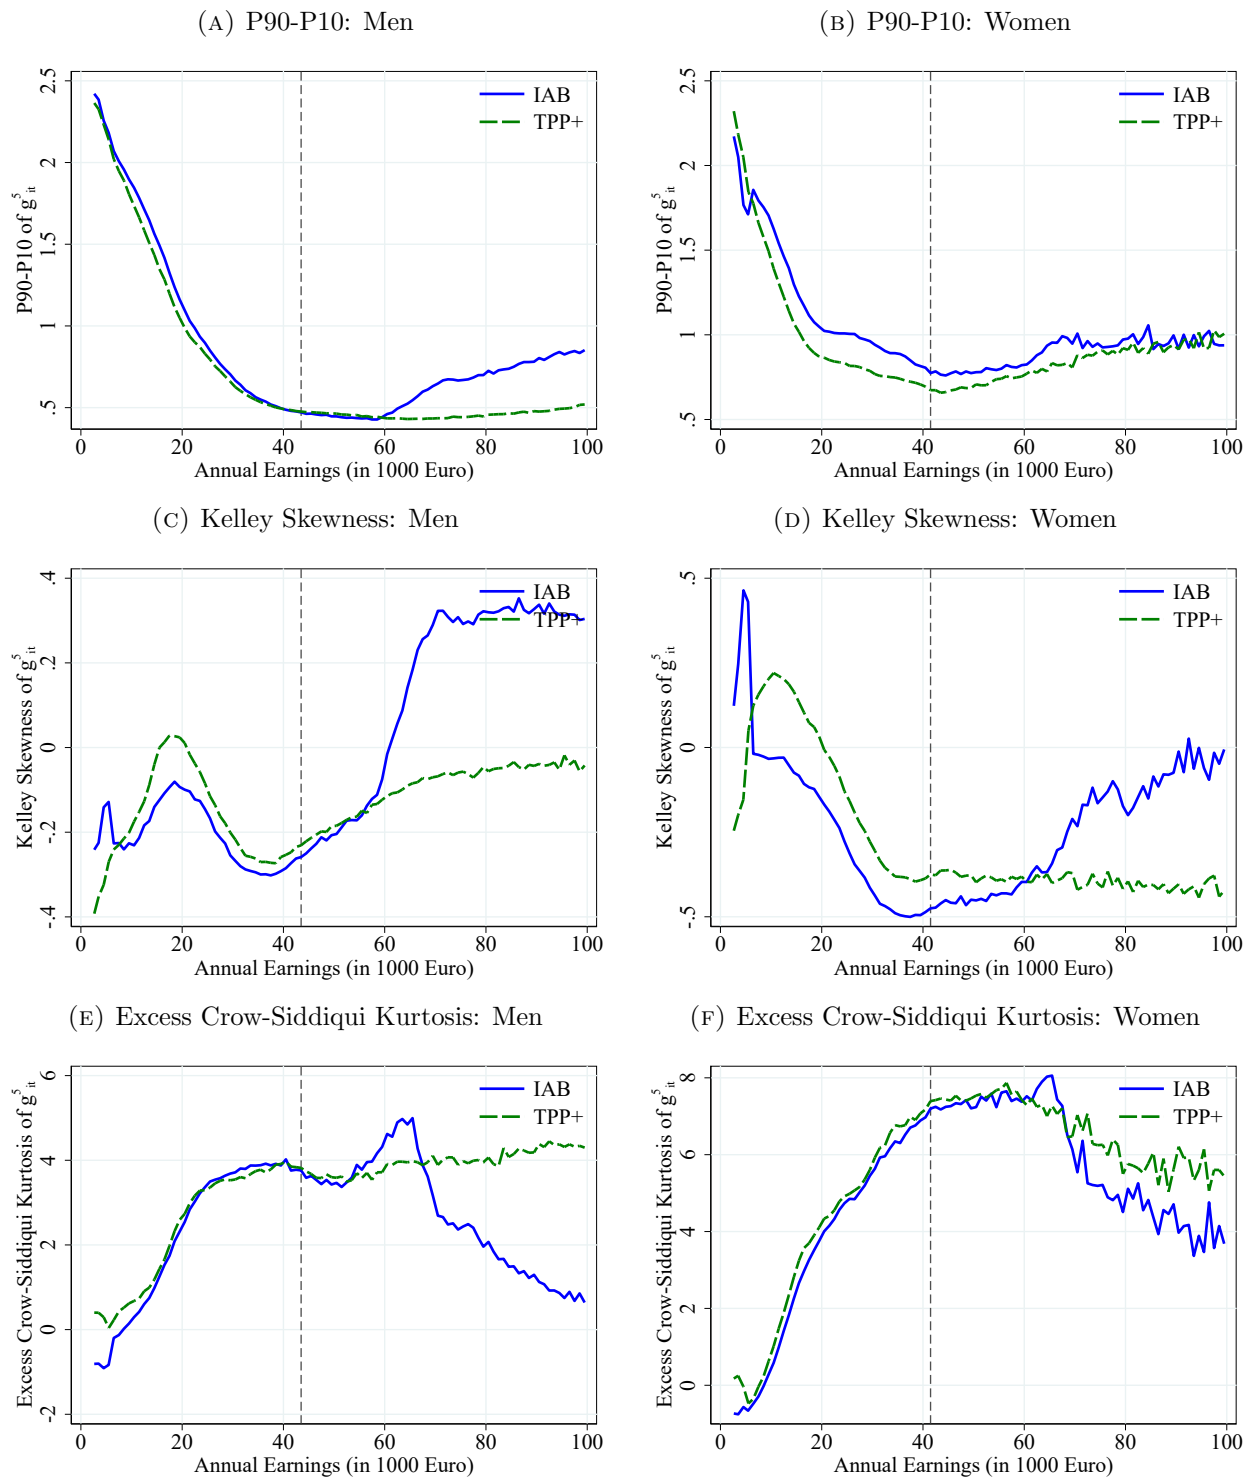 (A) P90-P10: Men
2.5
2
1.5
1
.5
P90-P10 of g⁵ᵢₜ
IAB
TPP+
0 20 40 60 80 100
Annual Earnings (in 1000 Euro)
(B) P90-P10: Women
2.5
2
1.5
1
.5
P90-P10 of g⁵ᵢₜ
IAB
TPP+
0 20 40 60 80 100
Annual Earnings (in 1000 Euro)
(C) Kelley Skewness: Men
.4
.2
0
-.2
-.4
Kelley Skewness of g⁵ᵢₜ
IAB
TPP+
0 20 40 60 80 100
Annual Earnings (in 1000 Euro)
(D) Kelley Skewness: Women
.5
0
-.5
Kelley Skewness of g⁵ᵢₜ
IAB
TPP+
0 20 40 60 80 100
Annual Earnings (in 1000 Euro)
(E) Excess Crow-Siddiqui Kurtosis: Men
6
4
2
0
-2
Excess Crow-Siddiqui Kurtosis of g⁵ᵢₜ
IAB
TPP+
0 20 40 60 80 100
Annual Earnings (in 1000 Euro)
(F) Excess Crow-Siddiqui Kurtosis: Women
8
6
4
2
0
Excess Crow-Siddiqui Kurtosis of g⁵ᵢₜ
IAB
TPP+
0 20 40 60 80 100
Annual Earnings (in 1000 Euro)